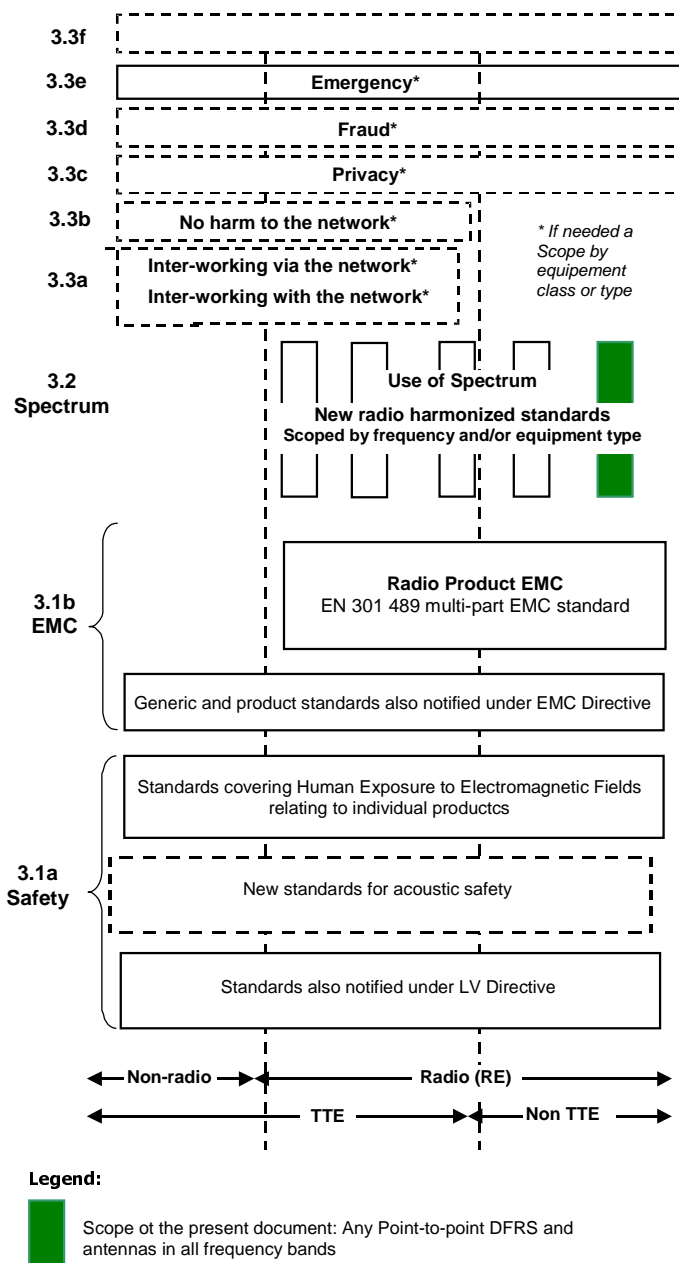 3.3f
3.3e
Emergency*
3.3d
Fraud*
3.3c
Privacy*
3.3b
No harm to the network*
* If needed a
Scope by
equipement
class or type
3.3a
Inter-working via the network*
Inter-working with the network*
3.2
Spectrum
Use of Spectrum
New radio harmonized standards
Scoped by frequency and/or equipment type
3.1b
EMC
Radio Product EMC
EN 301 489 multi-part EMC standard
Generic and product standards also notified under EMC Directive
Standards covering Human Exposure to Electromagnetic Fields
relating to individual productcs
3.1a
Safety
New standards for acoustic safety
Standards also notified under LV Directive
Non-radio
Radio (RE)
TTE
Non TTE
Legend:
Scope ot the present document: Any Point-to-point DFRS and
antennas in all frequency bands